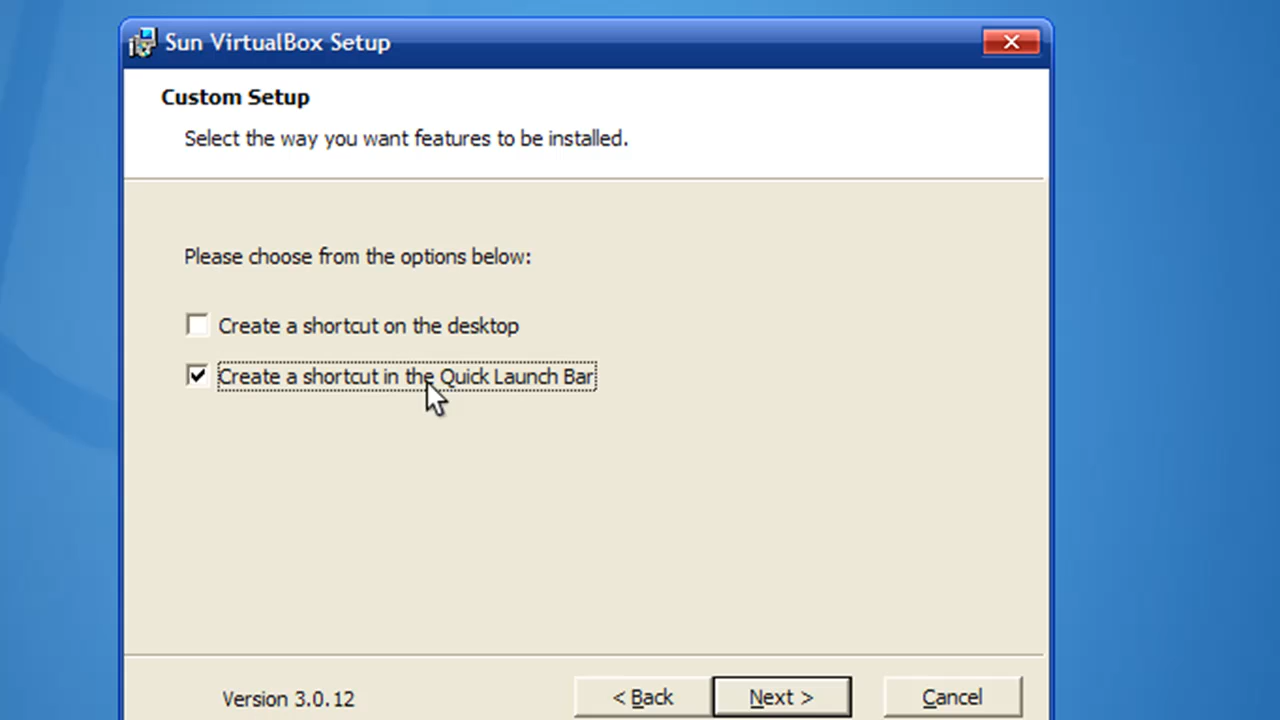 Sun VirtualBox Setup
Custom Setup
Select the way you want features to be installed.
Please choose from the options below:
Create a shortcut on the desktop
Create a shortcut in the Quick Launch Bar
Version 3.0.12
< Back
Next >
Cancel